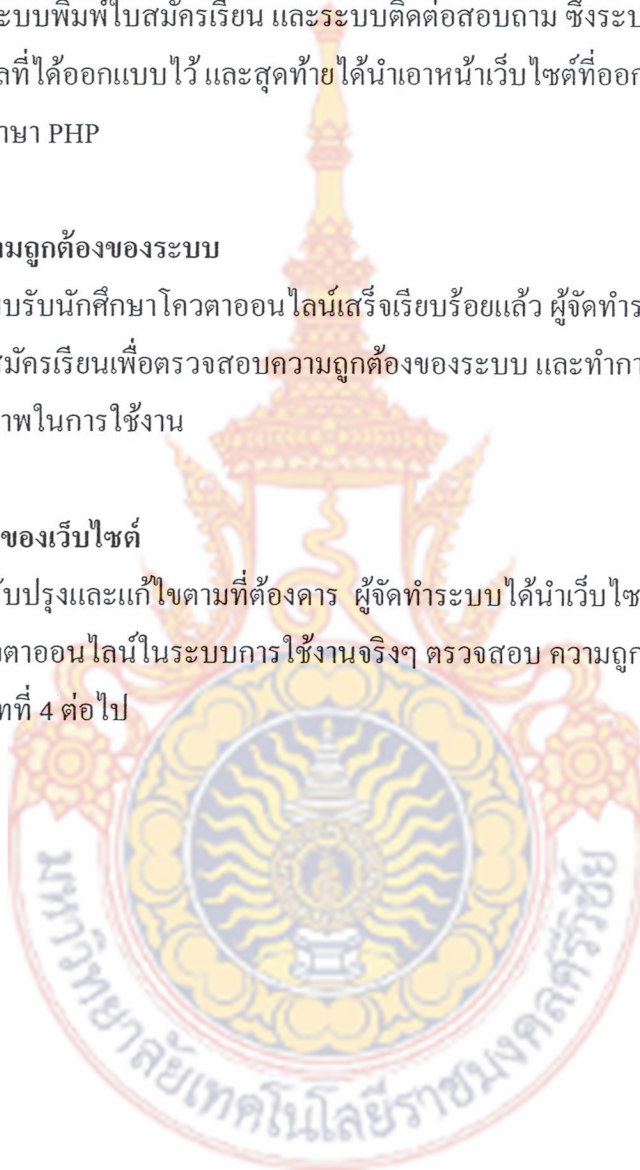 ะบบพิมพ์ใบสมัครเรียน และระบบติดต่อสอบถาม ซึ่งระบ
ลที่ได้ออกแบบไว้ และสุดท้ายได้นำเอาหน้าเว็บไซต์ที่ออก
าษา PHP
ามถูกต้องของระบบ
บรับนักศึกษาโควตาออนไลน์เสร็จเรียบร้อยแล้ว ผู้จัดทำร
สมัครเรียนเพื่อตรวจสอบความถูกต้องของระบบ และทำกา
าพในการใช้งาน
ของเว็บไซต์
ับปรุงและแก้ไขตามที่ต้องดาร ผู้จัดทำระบบได้นำเว็บไซ
ตาออนไลน์ในระบบการใช้งานจริงๆ ตรวจสอบ ความถูก
ทที่ 4 ต่อไป
มหาวิทยาลัยเทคโนโลยีราชมงคลศรีวิชัย